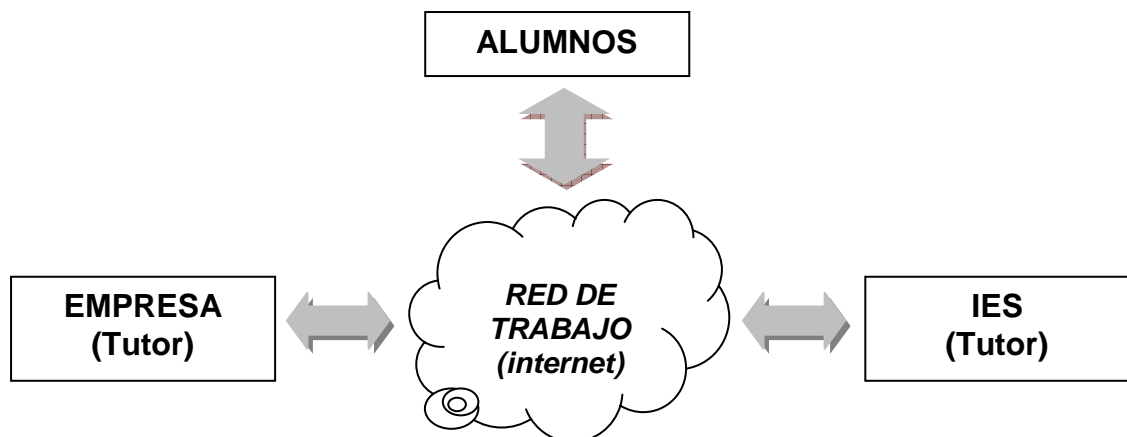 ALUMNOS
EMPRESA
(Tutor)
RED DE
TRABAJO
(internet)
IES
(Tutor)